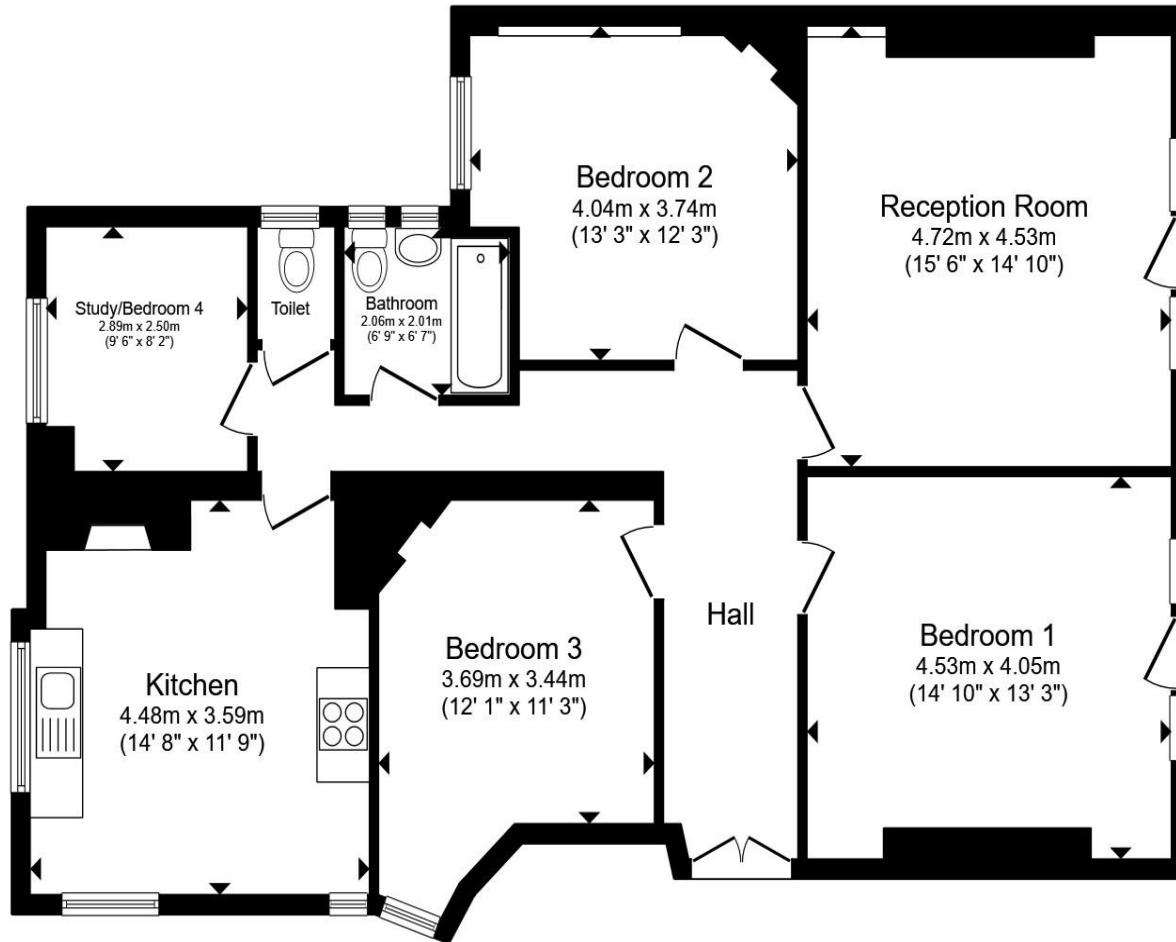 Bedroom 2
4.04m x 3.74m
(13' 3" x 12' 3")
Reception Room
4.72m x 4.53m
(15' 6" x 14' 10")
Study/Bedroom 4
2.89m x 2.50m
(9' 6" x 8' 2")
Toilet
Bathroom
2.06m x 2.01m
(6' 9" x 6' 7")
Kitchen
4.48m x 3.59m
(14' 8" x 11' 9")
Bedroom 3
3.69m x 3.44m
(12' 1" x 11' 3")
Hall
Bedroom 1
4.53m x 4.05m
(14' 10" x 13' 3")